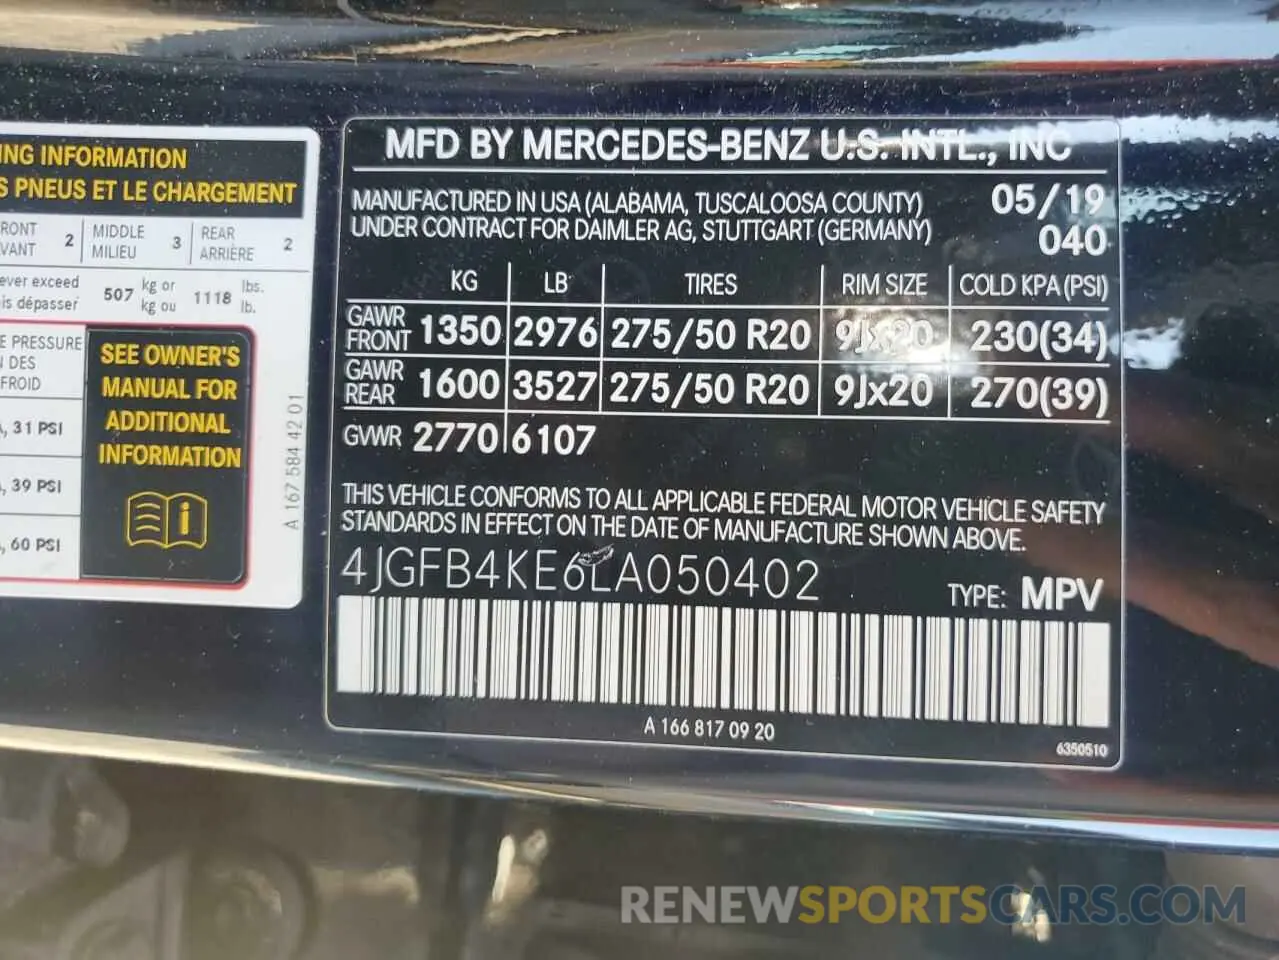 ING INFORMATION
S PNEUS ET LE CHARGEMENT
RONT 2 MIDDLE 3 REAR 2
VANT MILIEU ARRIÈRE
ever exceed 507 kg or 1118 lbs.
is dépasser kg ou lb.
E PRESSURE
DES
FROID
, 31 PSI
, 39 PSI
, 60 PSI
SEE OWNER'S
MANUAL FOR
ADDITIONAL
INFORMATION
A 167 584 42 01
MFD BY MERCEDES-BENZ U.S. INTL., INC
MANUFACTURED IN USA (ALABAMA, TUSCALOOSA COUNTY) 05/19
UNDER CONTRACT FOR DAIMLER AG, STUTTGART (GERMANY) 040
KG LB TIRES RIM SIZE COLD KPA (PSI)
GAWR FRONT 1350 2976 275/50 R20 9Jx20 230(34)
GAWR REAR 1600 3527 275/50 R20 9Jx20 270(39)
GVWR 2770 6107
THIS VEHICLE CONFORMS TO ALL APPLICABLE FEDERAL MOTOR VEHICLE SAFETY
STANDARDS IN EFFECT ON THE DATE OF MANUFACTURE SHOWN ABOVE.
4JGFB4KE6LA050402 TYPE: MPV
A 166 817 09 20
6350510
RENEWSPORTSCARS.COM